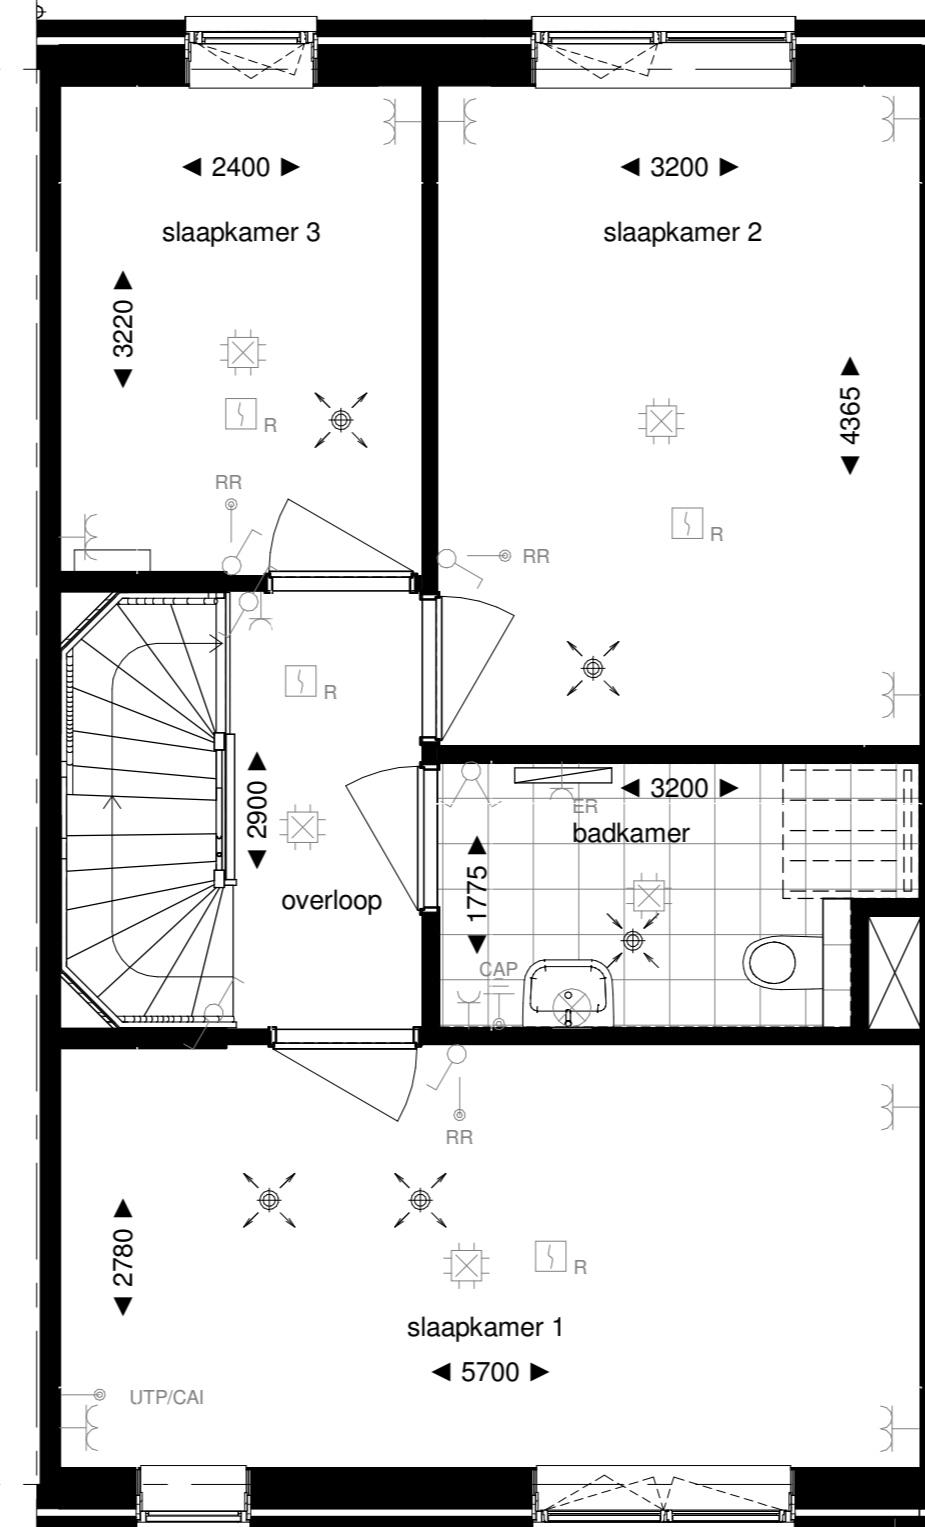 ◄ 2400 ►
◄ 3200 ►
slaapkamer 3
slaapkamer 2
◄ 3220 ►
◄ 4365 ►
R
RR
R
RR
R
◄ 2900 ►
◄ 3200 ►
ER
badkamer
◄ 1775 ►
overloop
CAP
RR
◄ 2780 ►
R
slaapkamer 1
◄ 5700 ►
UTP/CAI